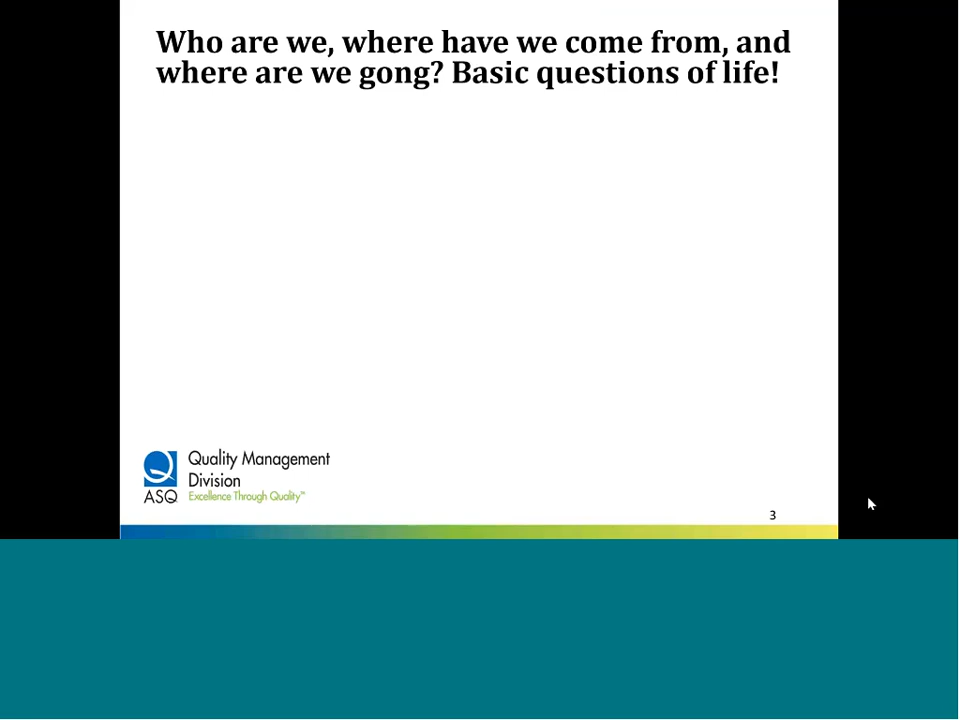 Who are we, where have we come from, and
where are we gong? Basic questions of life!
Quality Management
Division
ASQ Excellence Through Quality™
3